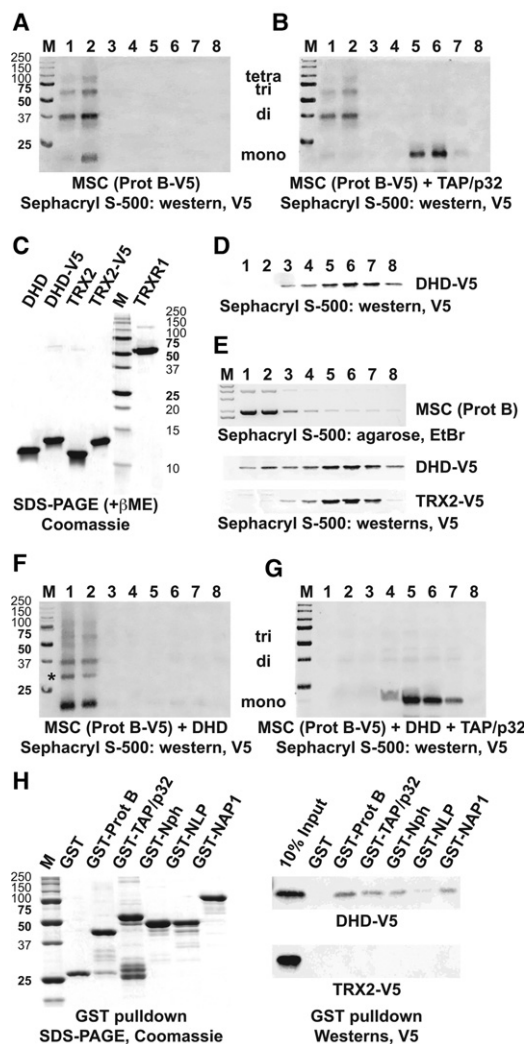 A
M 1 2 3 4 5 6 7 8
250
150
100
75
50
37
25
MSC (Prot B-V5)
Sephacryl S-500: western, V5
B
M 1 2 3 4 5 6 7 8
tetra
tri
di
mono
MSC (Prot B-V5) + TAP/p32
Sephacryl S-500: western, V5
C
DHD
DHD-V5
TRX2
TRX2-V5
M
TRXR1
250
150
100
75
50
37
25
20
15
10
SDS-PAGE (+βME)
Coomassie
D
1 2 3 4 5 6 7 8
DHD-V5
Sephacryl S-500: western, V5
E
M 1 2 3 4 5 6 7 8
MSC (Prot B)
Sephacryl S-500: agarose, EtBr
DHD-V5
TRX2-V5
Sephacryl S-500: westerns, V5
F
M 1 2 3 4 5 6 7 8
250
150
100
75
50
37
*
25
MSC (Prot B-V5) + DHD
Sephacryl S-500: western, V5
G
M 1 2 3 4 5 6 7 8
tri
di
mono
MSC (Prot B-V5) + DHD + TAP/p32
Sephacryl S-500: western, V5
H
M
GST
GST-Prot B
GST-TAP/p32
GST-Nph
GST-NLP
GST-NAP1
250
150
100
75
50
37
25
GST pulldown
SDS-PAGE, Coomassie
10% Input
GST
GST-Prot B
GST-TAP/p32
GST-Nph
GST-NLP
GST-NAP1
DHD-V5
TRX2-V5
GST pulldown
Westerns, V5